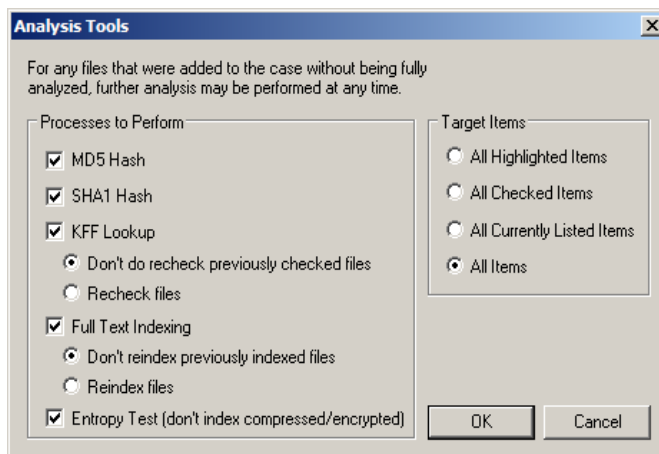 Analysis Tools
For any files that were added to the case without being fully
analyzed, further analysis may be performed at any time.
Processes to Perform
MD5 Hash
SHA1 Hash
KFF Lookup
Don't do recheck previously checked files
Recheck files
Full Text Indexing
Don't reindex previously indexed files
Reindex files
Entropy Test (don't index compressed/encrypted)
Target Items
All Highlighted Items
All Checked Items
All Currently Listed Items
All Items
OK
Cancel